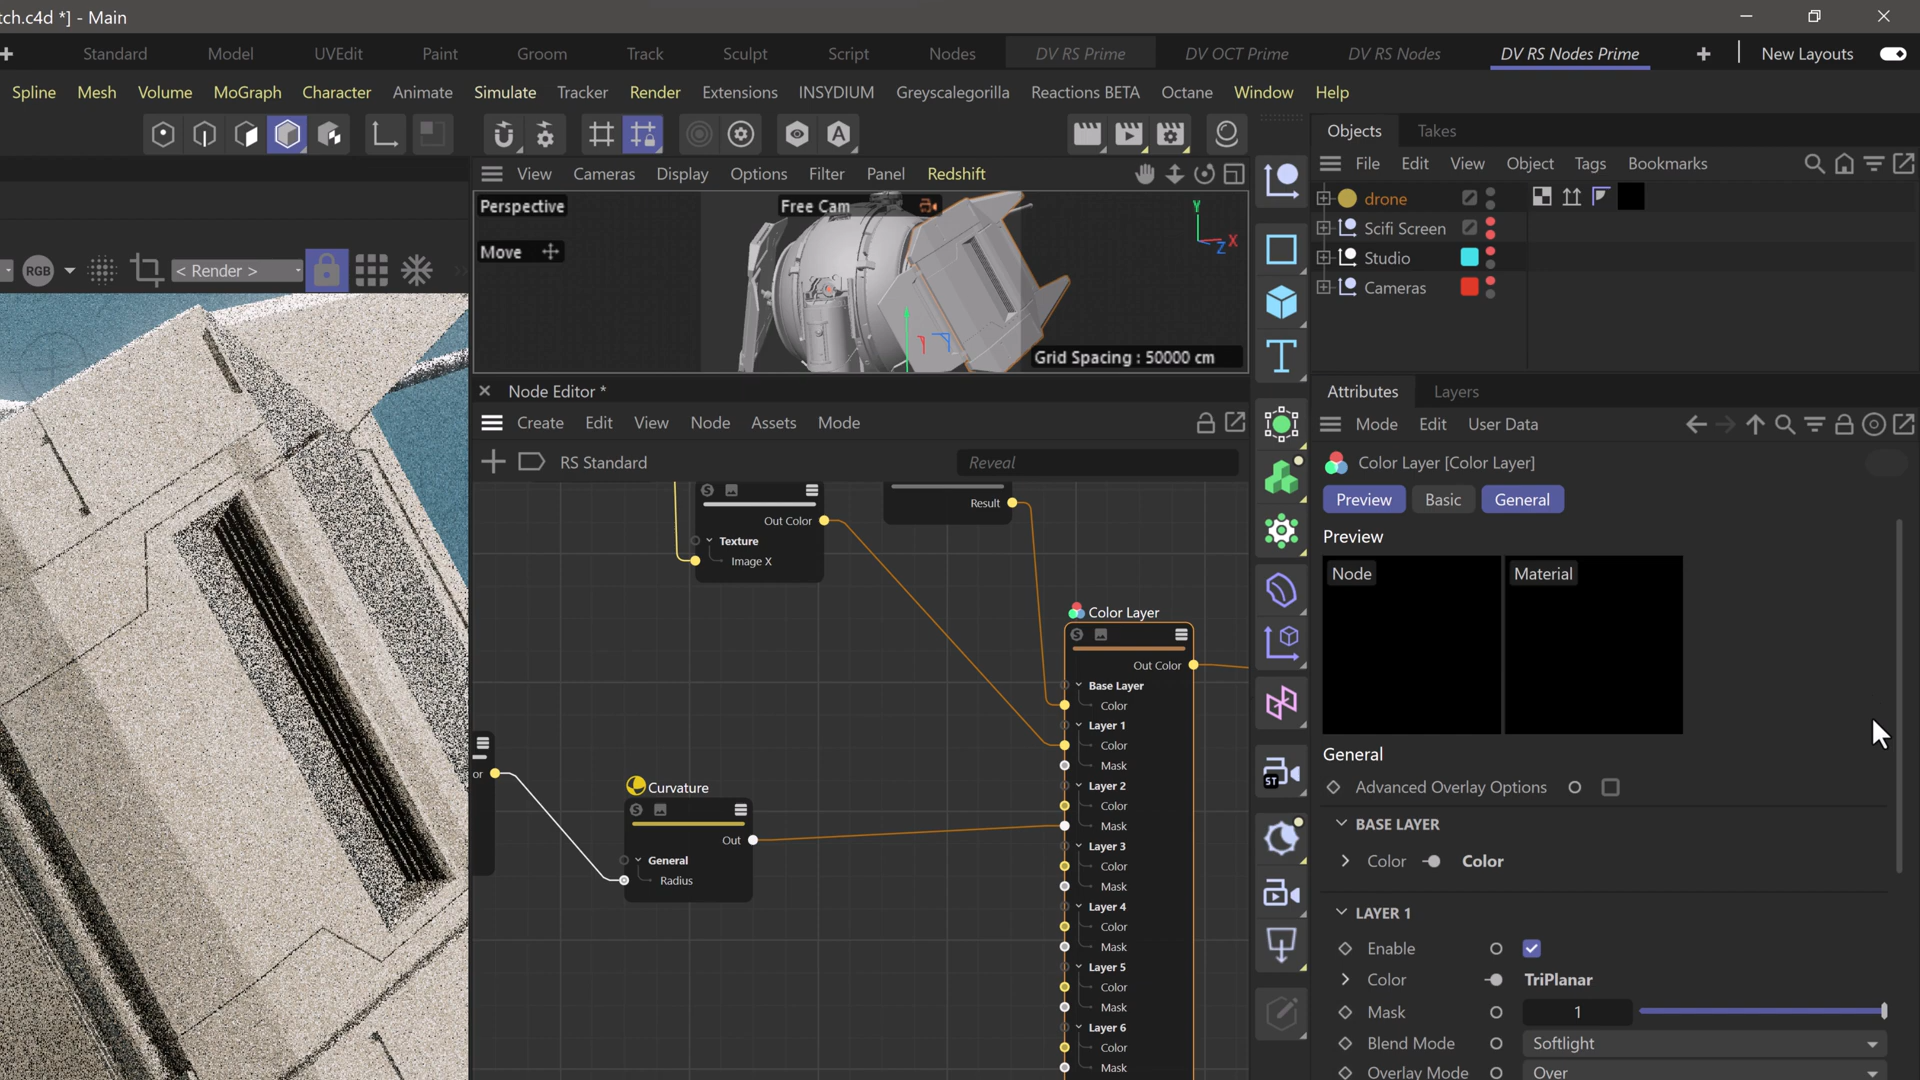 tch.c4d *] - Main
Standard Model UVEdit Paint Groom Track Sculpt Script Nodes DV RS Prime DV OCT Prime DV RS Nodes DV RS Nodes Prime New Layouts
Spline Mesh Volume MoGraph Character Animate Simulate Tracker Render Extensions INSYDIUM Greyscalegorilla Reactions BETA Octane Window Help
A
Objects Takes
View Cameras Display Options Filter Panel Redshift
File Edit View Object Tags Bookmarks
Perspective
Free Cam
Y
X
Z
drone
Move
Scifi Screen
Studio
RGB
< Render >
Cameras
Grid Spacing : 50000 cm
Node Editor *
Attributes Layers
Create Edit View Node Assets Mode
Mode Edit User Data
RS Standard
Reveal
Color Layer [Color Layer]
S
Out Color
Texture
Image X
Result
Preview Basic General
Preview
Node
Material
Color Layer
S
Out Color
Base Layer
Color
Layer 1
Color
Mask
Layer 2
Color
Mask
Layer 3
Color
Mask
Layer 4
Color
Mask
Layer 5
Color
Mask
Layer 6
Color
Mask
or
Curvature
S
Out
General
Radius
T
ST
General
Advanced Overlay Options
BASE LAYER
Color Color
LAYER 1
Enable
Color TriPlanar
Mask 1
Blend Mode Softlight
Overlay Mode Over